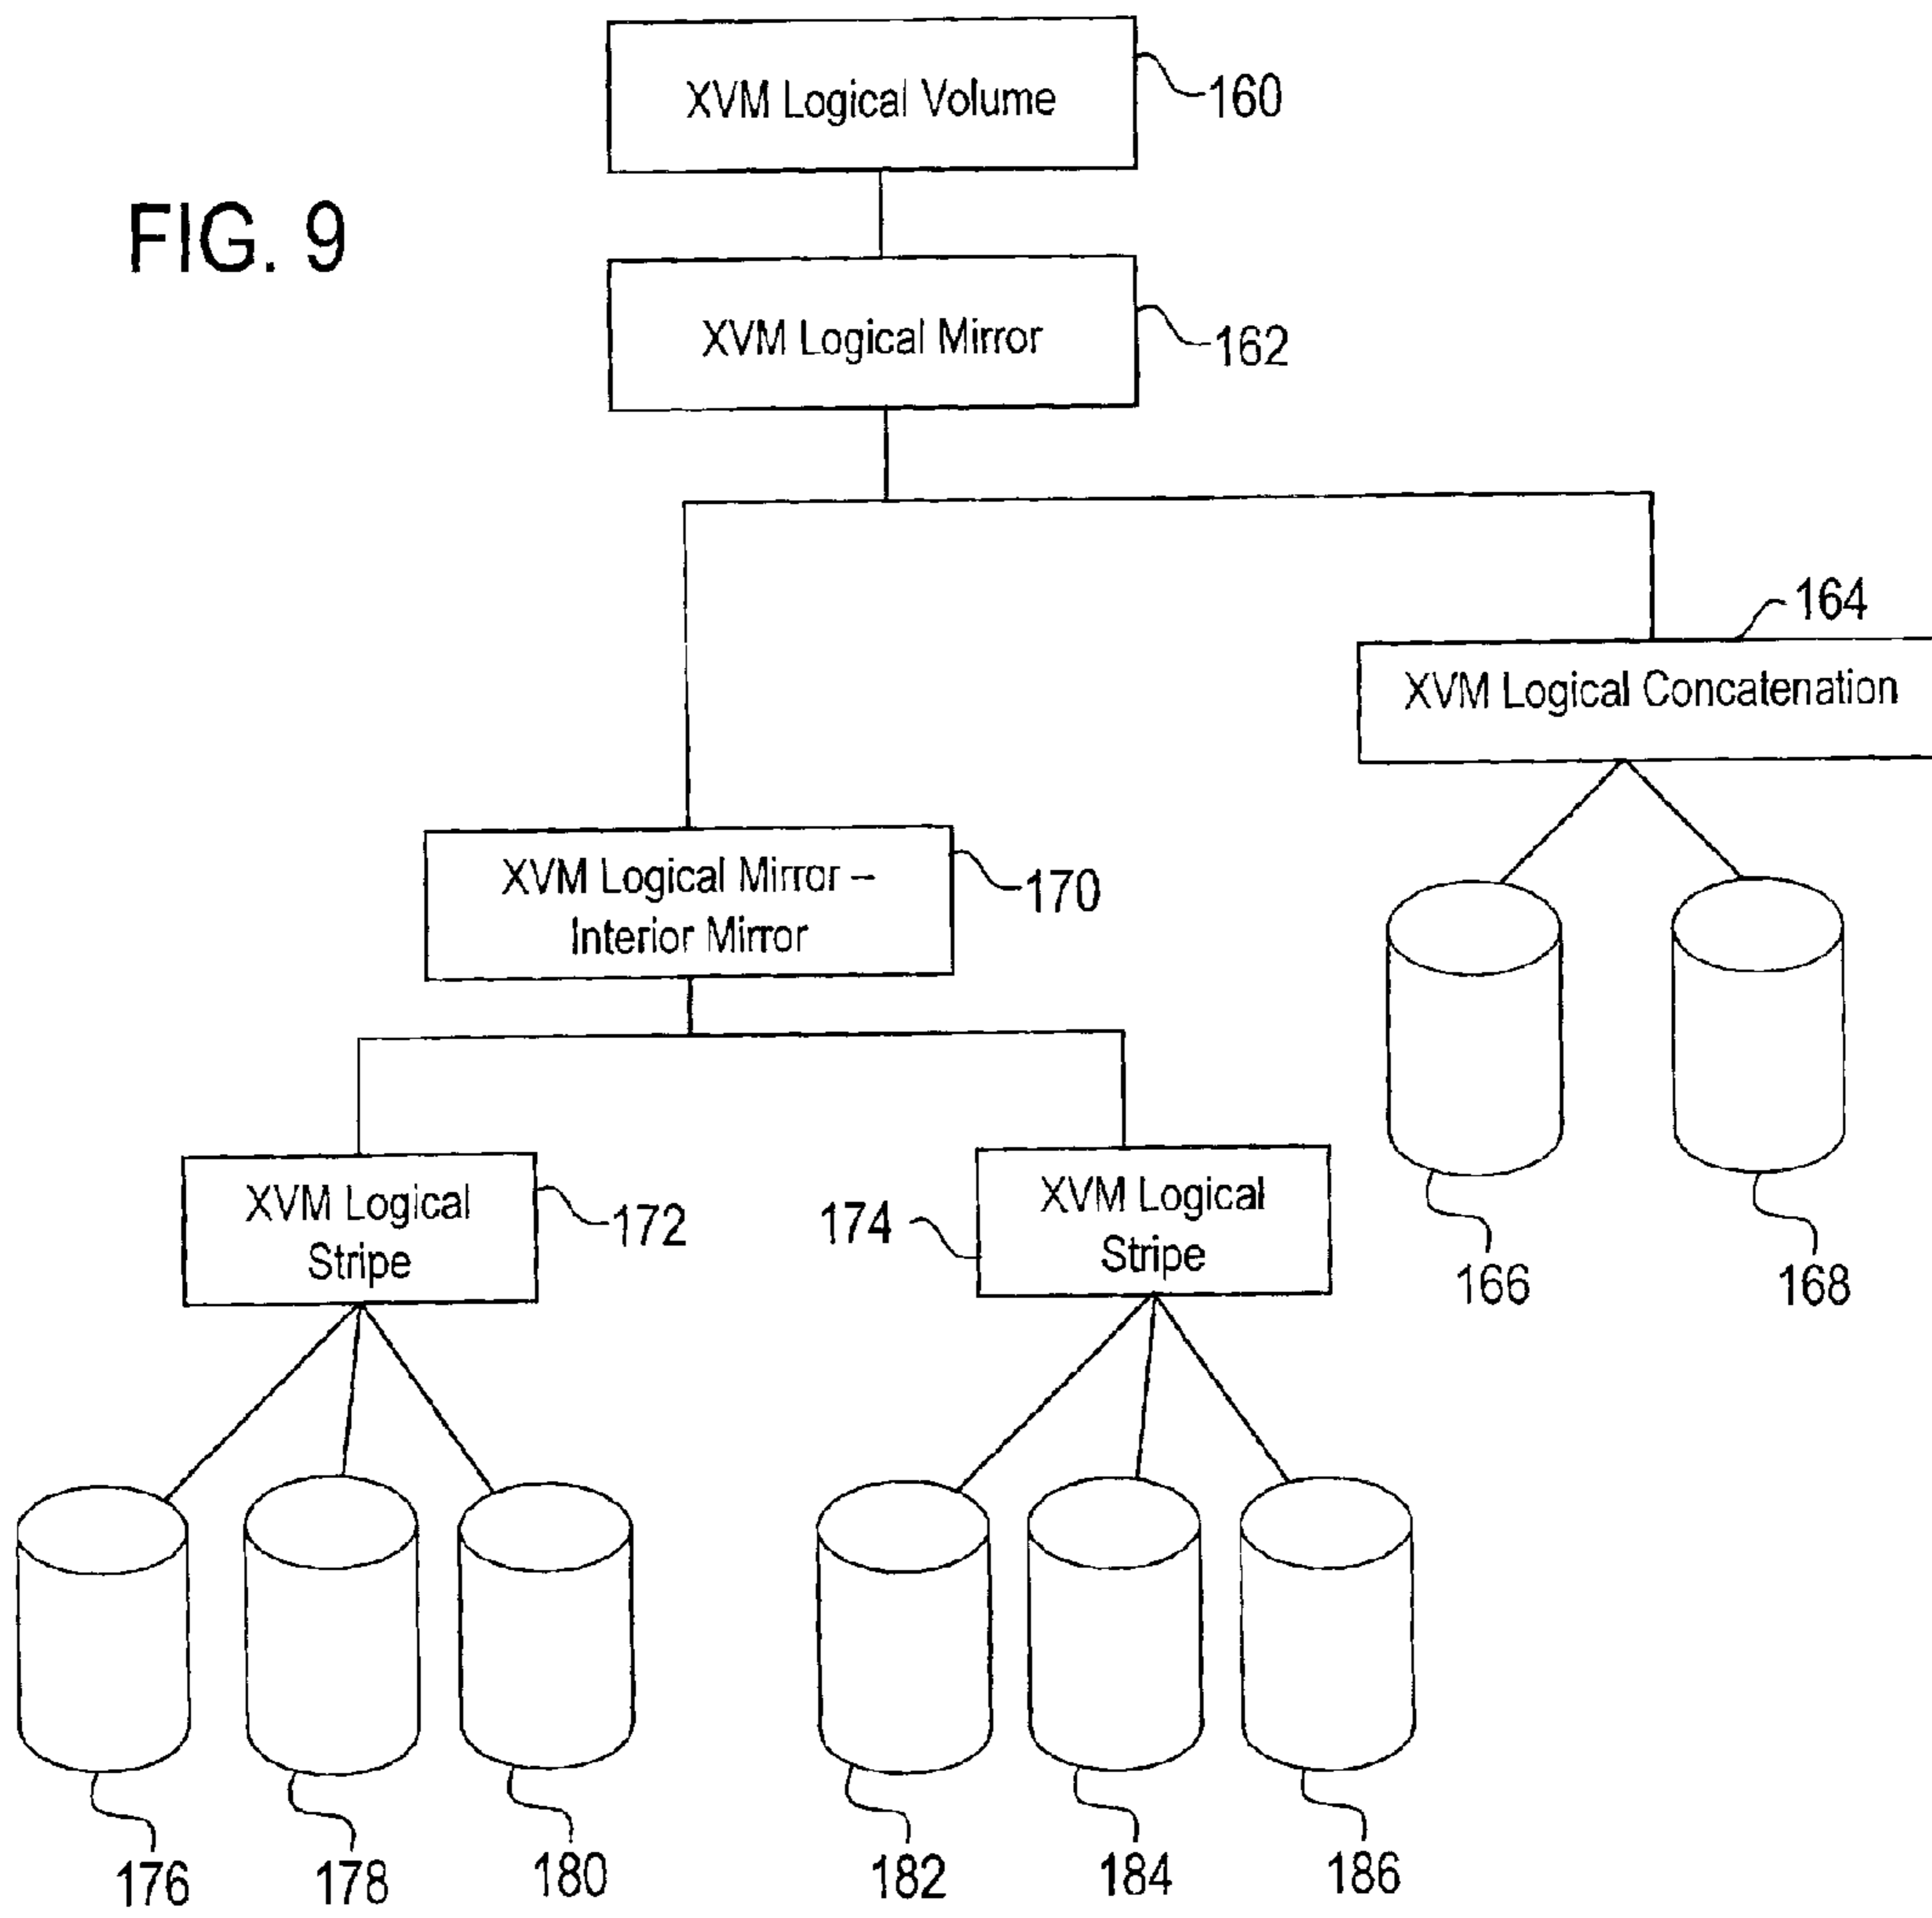 XVM Logical Volume
160
FIG. 9
XVM Logical Mirror
162
164
XVM Logical Concatenation
XVM Logical Mirror –
Interior Mirror
170
XVM Logical
Stripe
172
174
XVM Logical
Stripe
166
168
176
178
180
182
184
186